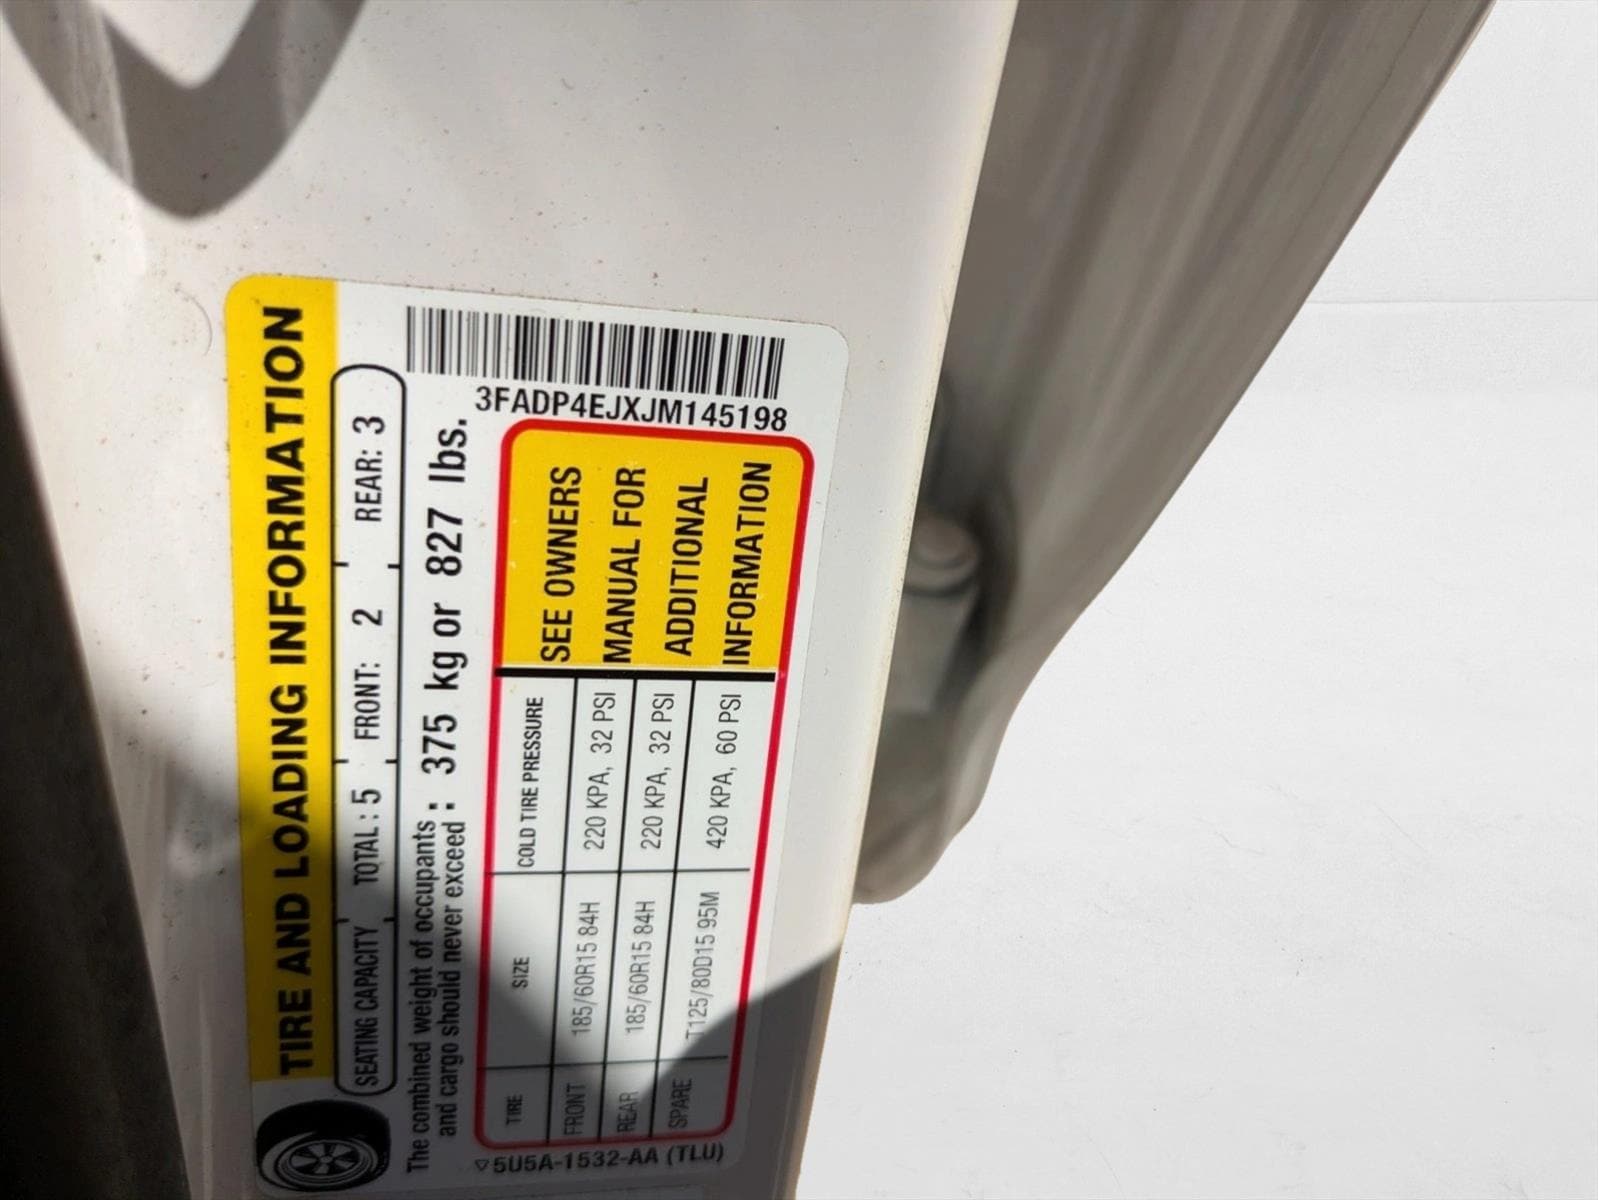 TIRE AND LOADING INFORMATION
SEATING CAPACITY TOTAL: 5 FRONT: 2 REAR: 3
The combined weight of occupants and cargo should never exceed : 375 kg or 827 lbs.
3FADP4EJXJM145198
TIRE SIZE COLD TIRE PRESSURE
FRONT 185/60R15 84H 220 KPA, 32 PSI
REAR 185/60R15 84H 220 KPA, 32 PSI
SPARE T125/80D15 95M 420 KPA, 60 PSI
SEE OWNERS
MANUAL FOR
ADDITIONAL
INFORMATION
5U5A-1532-AA (TLU)